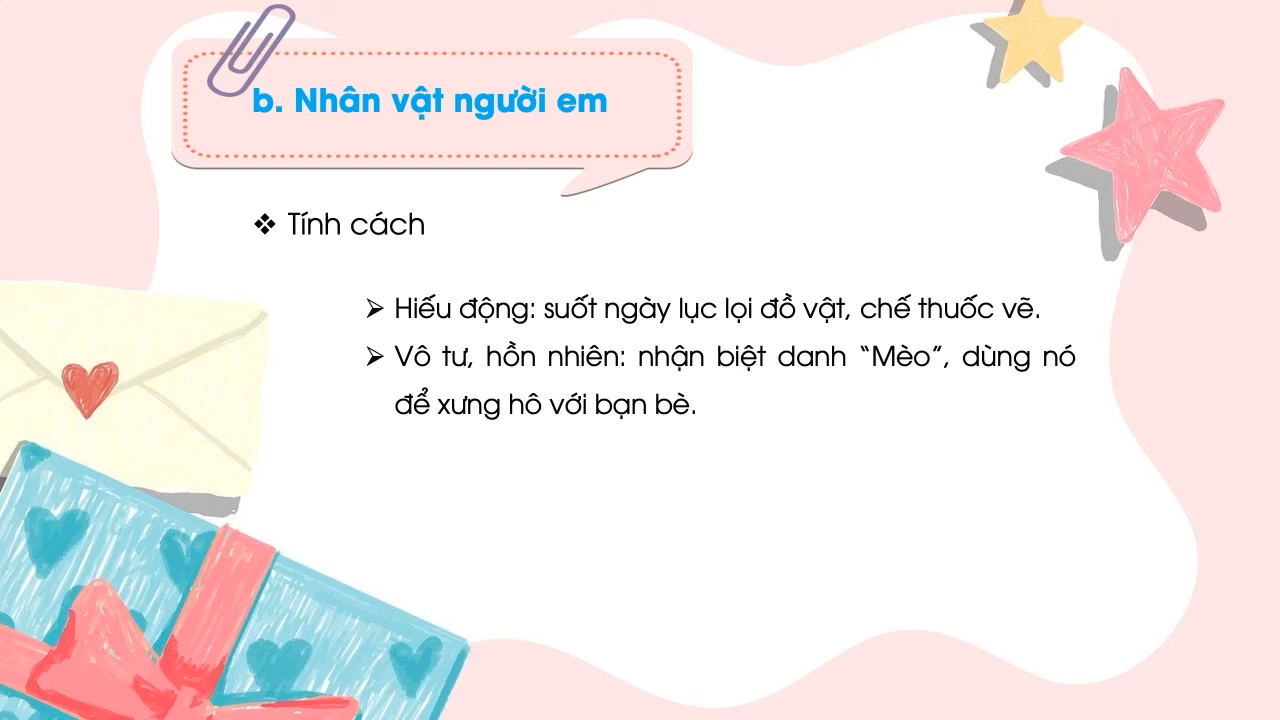 b. Nhân vật người em
❖ Tính cách
➢ Hiếu động: suốt ngày lục lọi đồ vật, chế thuốc vẽ.
➢ Vô tư, hồn nhiên: nhận biệt danh “Mèo”, dùng nó
để xưng hô với bạn bè.